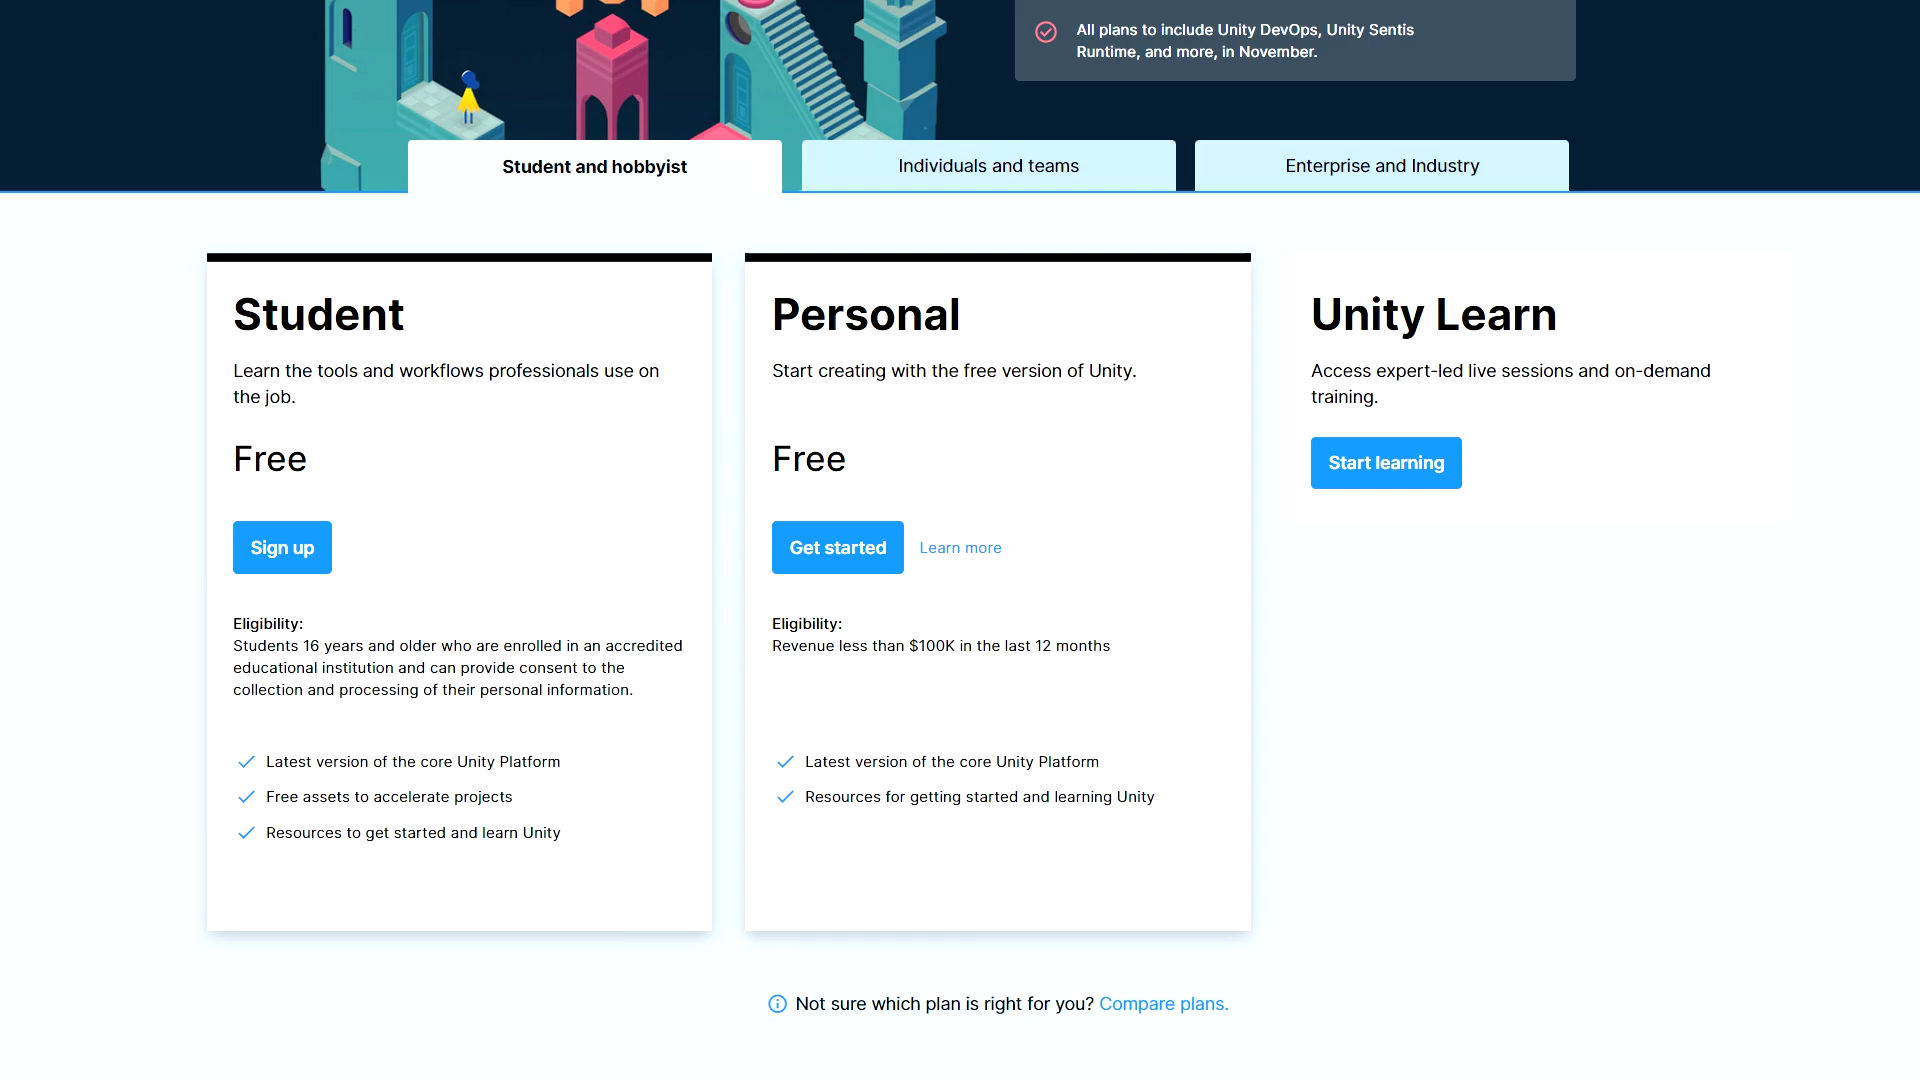 All plans to include Unity DevOps, Unity Sentis
Runtime, and more, in November.
Student and hobbyist
Individuals and teams
Enterprise and Industry
Student
Learn the tools and workflows professionals use on
the job.
Free
Sign up
Eligibility:
Students 16 years and older who are enrolled in an accredited
educational institution and can provide consent to the
collection and processing of their personal information.
Latest version of the core Unity Platform
Free assets to accelerate projects
Resources to get started and learn Unity
Personal
Start creating with the free version of Unity.
Free
Get started
Learn more
Eligibility:
Revenue less than $100K in the last 12 months
Latest version of the core Unity Platform
Resources for getting started and learning Unity
Unity Learn
Access expert-led live sessions and on-demand
training.
Start learning
Not sure which plan is right for you? Compare plans.